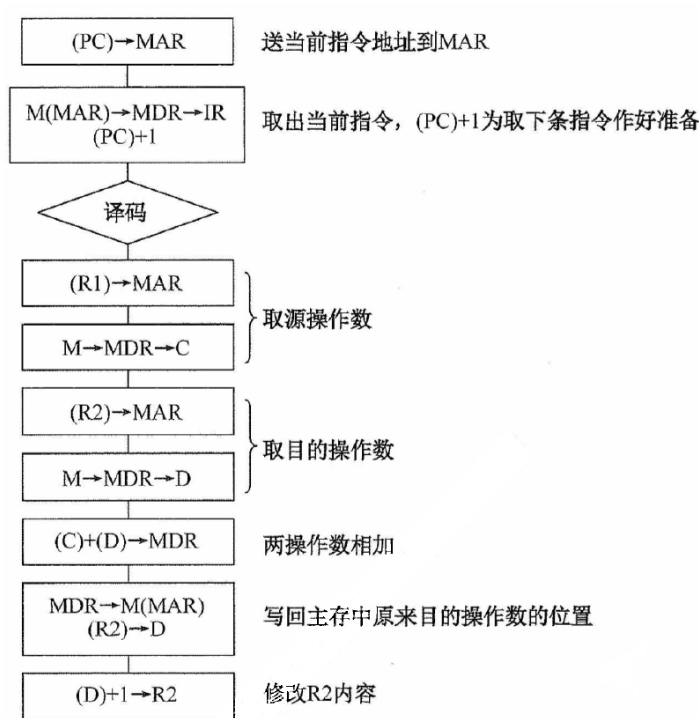 (PC)→MAR 送当前指令地址到MAR
M(MAR)→MDR→IR
(PC)+1
取出当前指令，(PC)+1为取下条指令作好准备
译码
(R1)→MAR
M→MDR→C
取源操作数
(R2)→MAR
M→MDR→D
取目的操作数
(C)+(D)→MDR 两操作数相加
MDR→M(MAR)
(R2)→D
写回主存中原来目的操作数的位置
(D)+1→R2 修改R2内容